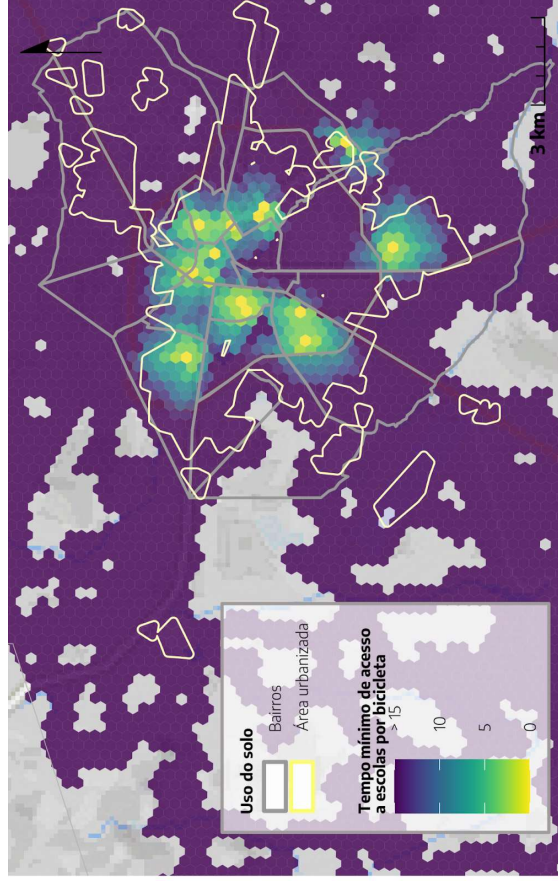 Uso do solo
Bairros
Área urbanizada
Tempo mínimo de acesso
a escolas por bicicleta
> 15
10
5
0
3 km